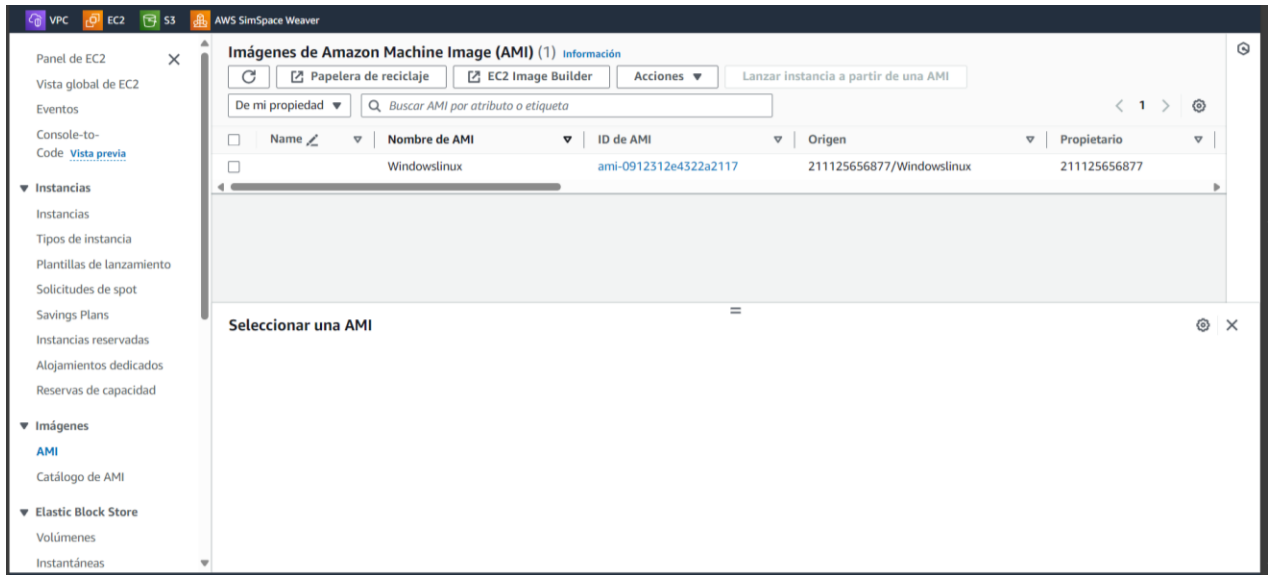 VPC EC2 S3 AWS SimSpace Weaver
Panel de EC2
Vista global de EC2
Eventos
Console-to-
Code Vista previa
Instancias
Instancias
Tipos de instancia
Plantillas de lanzamiento
Solicitudes de spot
Savings Plans
Instancias reservadas
Alojamientos dedicados
Reservas de capacidad
Imágenes
AMI
Catálogo de AMI
Elastic Block Store
Volúmenes
Instantáneas
Imágenes de Amazon Machine Image (AMI) (1) Información
Papelera de reciclaje EC2 Image Builder Acciones Lanzar instancia a partir de una AMI
De mi propiedad Buscar AMI por atributo o etiqueta 1
Name Nombre de AMI ID de AMI Origen Propietario
Windowslinux ami-0912312e4322a2117 211125656877/Windowslinux 211125656877
Seleccionar una AMI